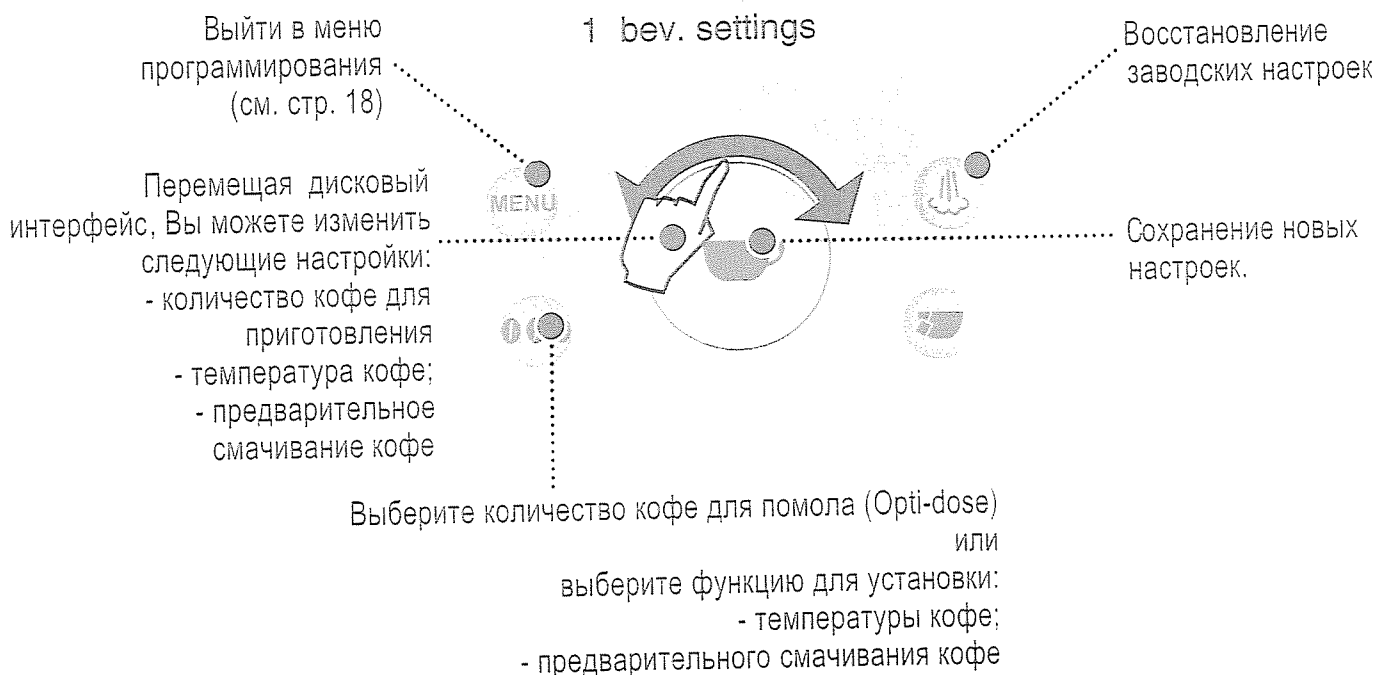 1 bev. settings
Выйти в меню
программирования
(см. стр. 18)
Восстановление
заводских настроек
MENU
Перемещая дисковый
интерфейс, Вы можете изменить
следующие настройки:
- количество кофе для
приготовления
- температура кофе;
- предварительное
смачивание кофе
Сохранение новых
настроек.
Выберите количество кофе для помола (Opti-dose)
или
выберите функцию для установки:
- температуры кофе;
- предварительного смачивания кофе